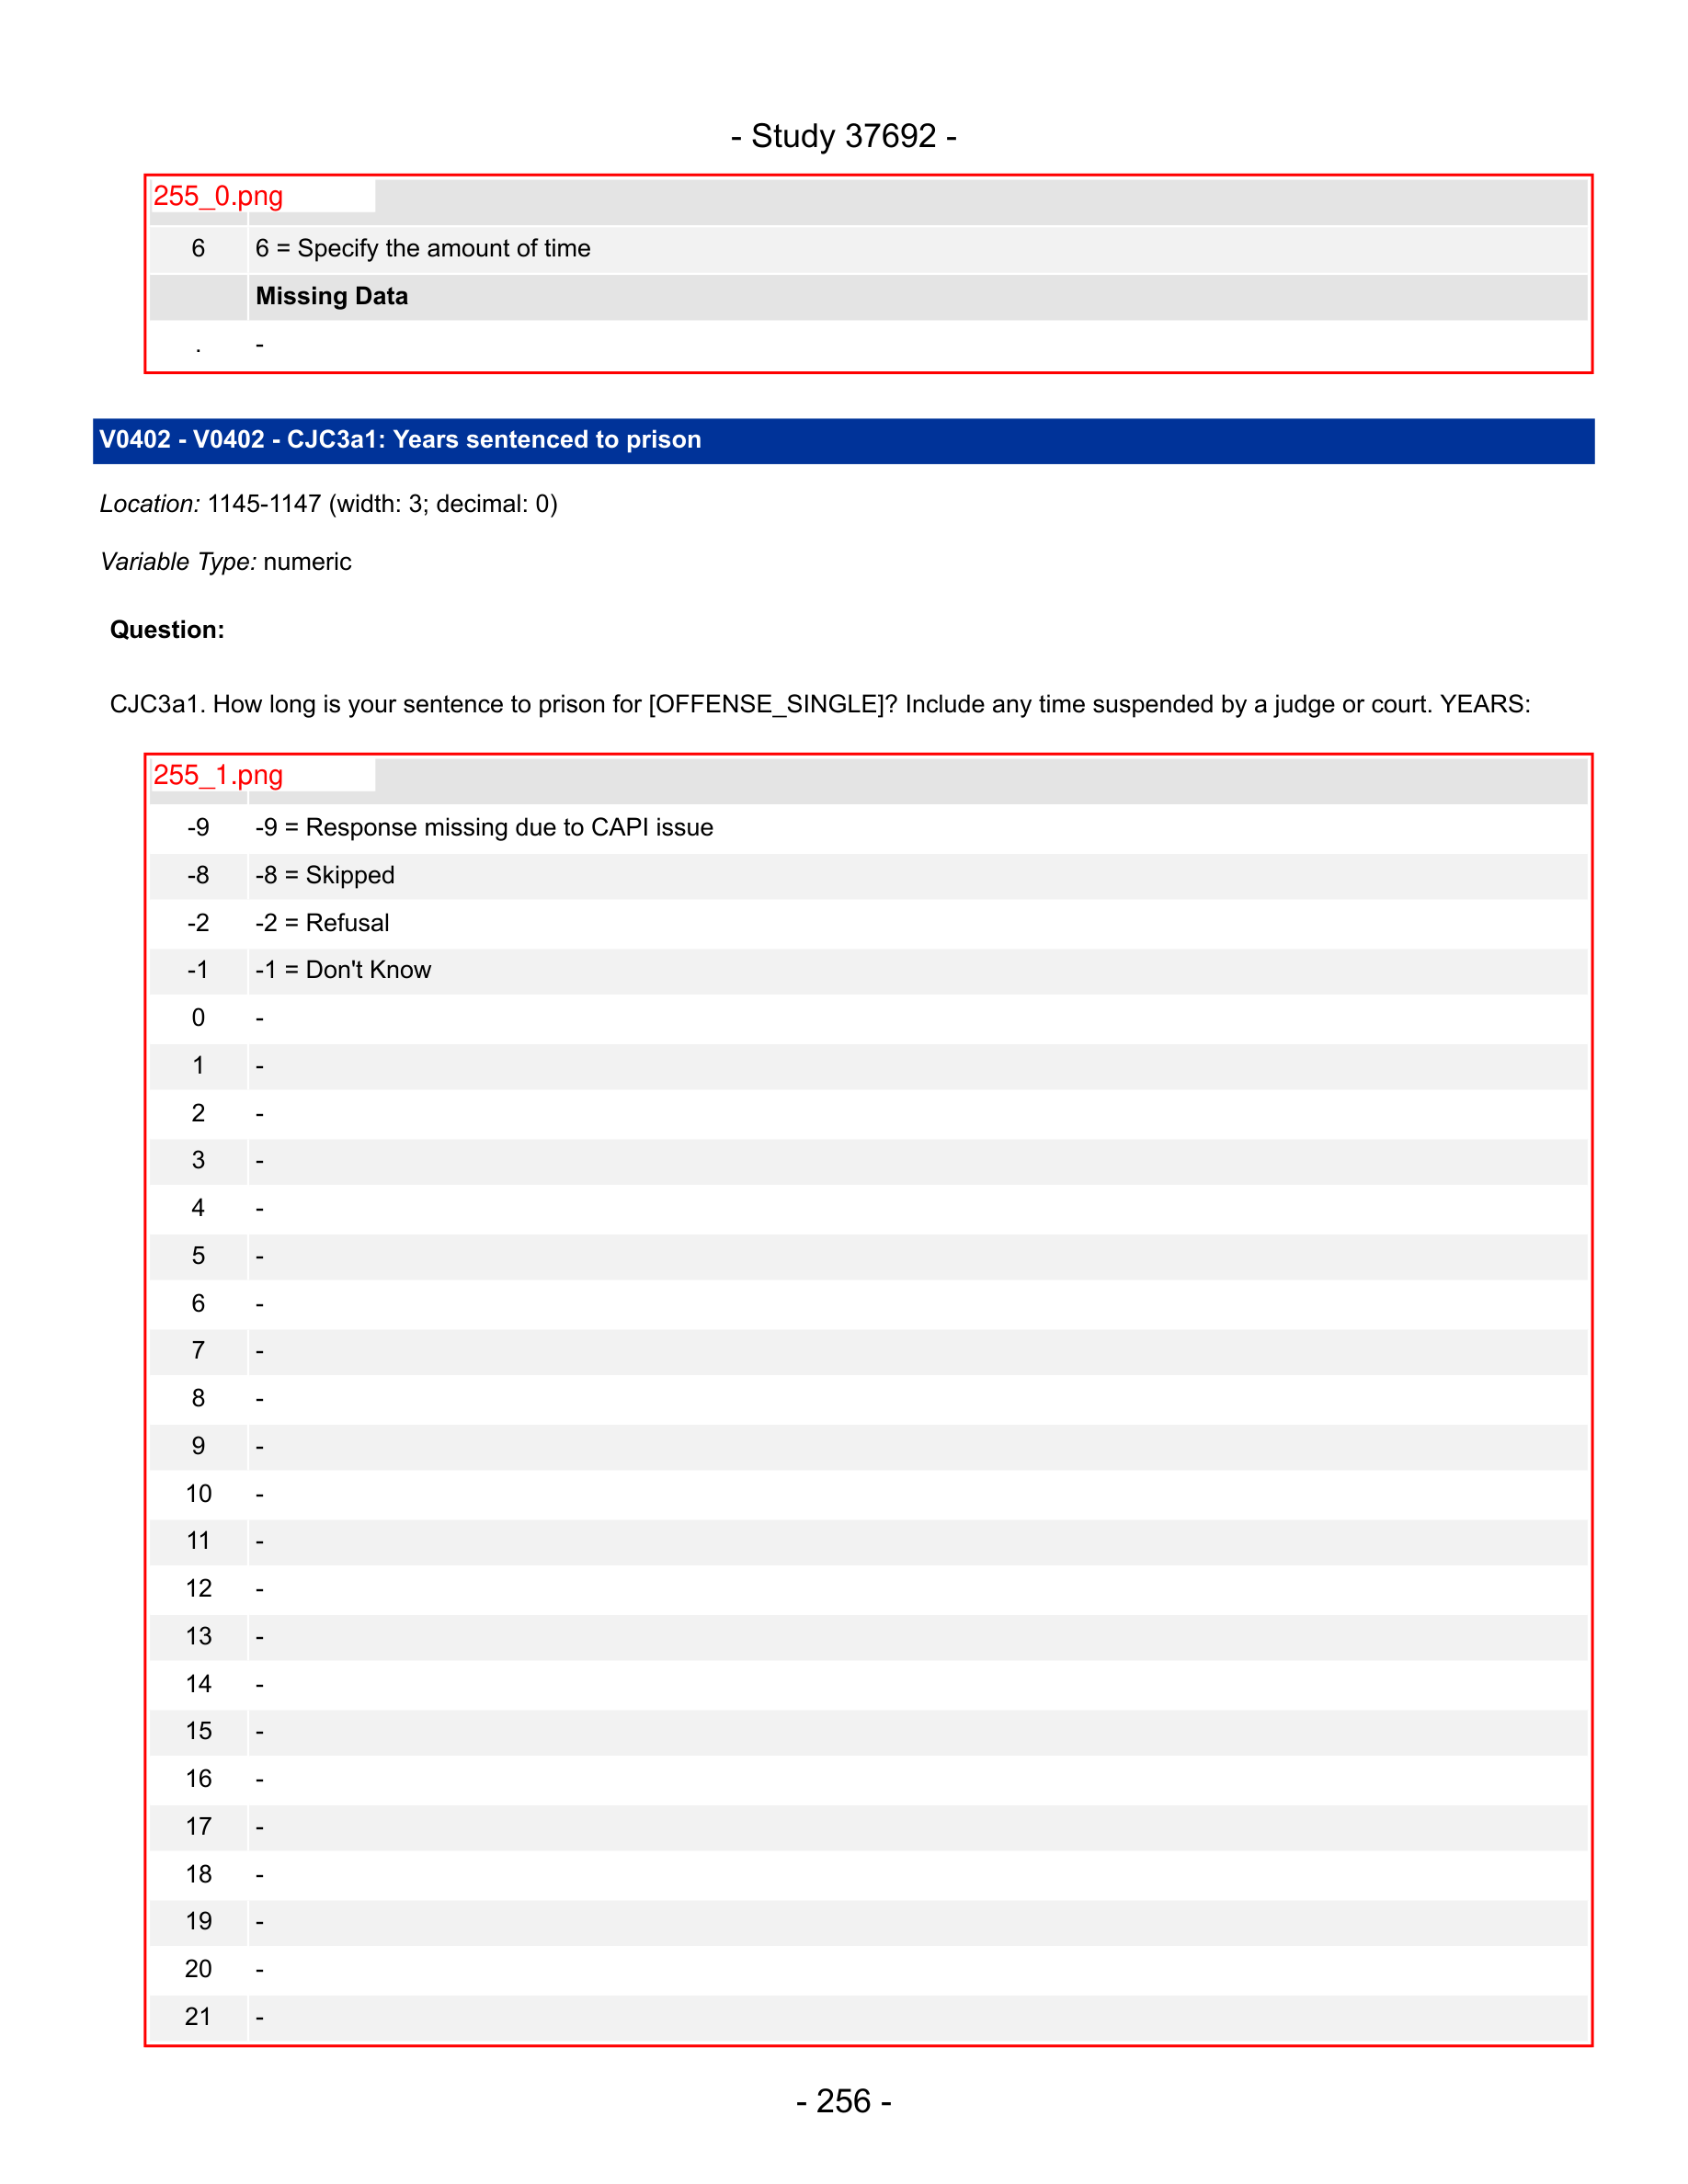 - Study 37692 -
255_0.png
6 6 = Specify the amount of time
Missing Data
. -
V0402 - V0402 - CJC3a1: Years sentenced to prison
Location: 1145-1147 (width: 3; decimal: 0)
Variable Type: numeric
Question:
CJC3a1. How long is your sentence to prison for [OFFENSE_SINGLE]? Include any time suspended by a judge or court. YEARS:
255_1.png
-9 -9 = Response missing due to CAPI issue
-8 -8 = Skipped
-2 -2 = Refusal
-1 -1 = Don't Know
0 -
1 -
2 -
3 -
4 -
5 -
6 -
7 -
8 -
9 -
10 -
11 -
12 -
13 -
14 -
15 -
16 -
17 -
18 -
19 -
20 -
21 -
- 256 -